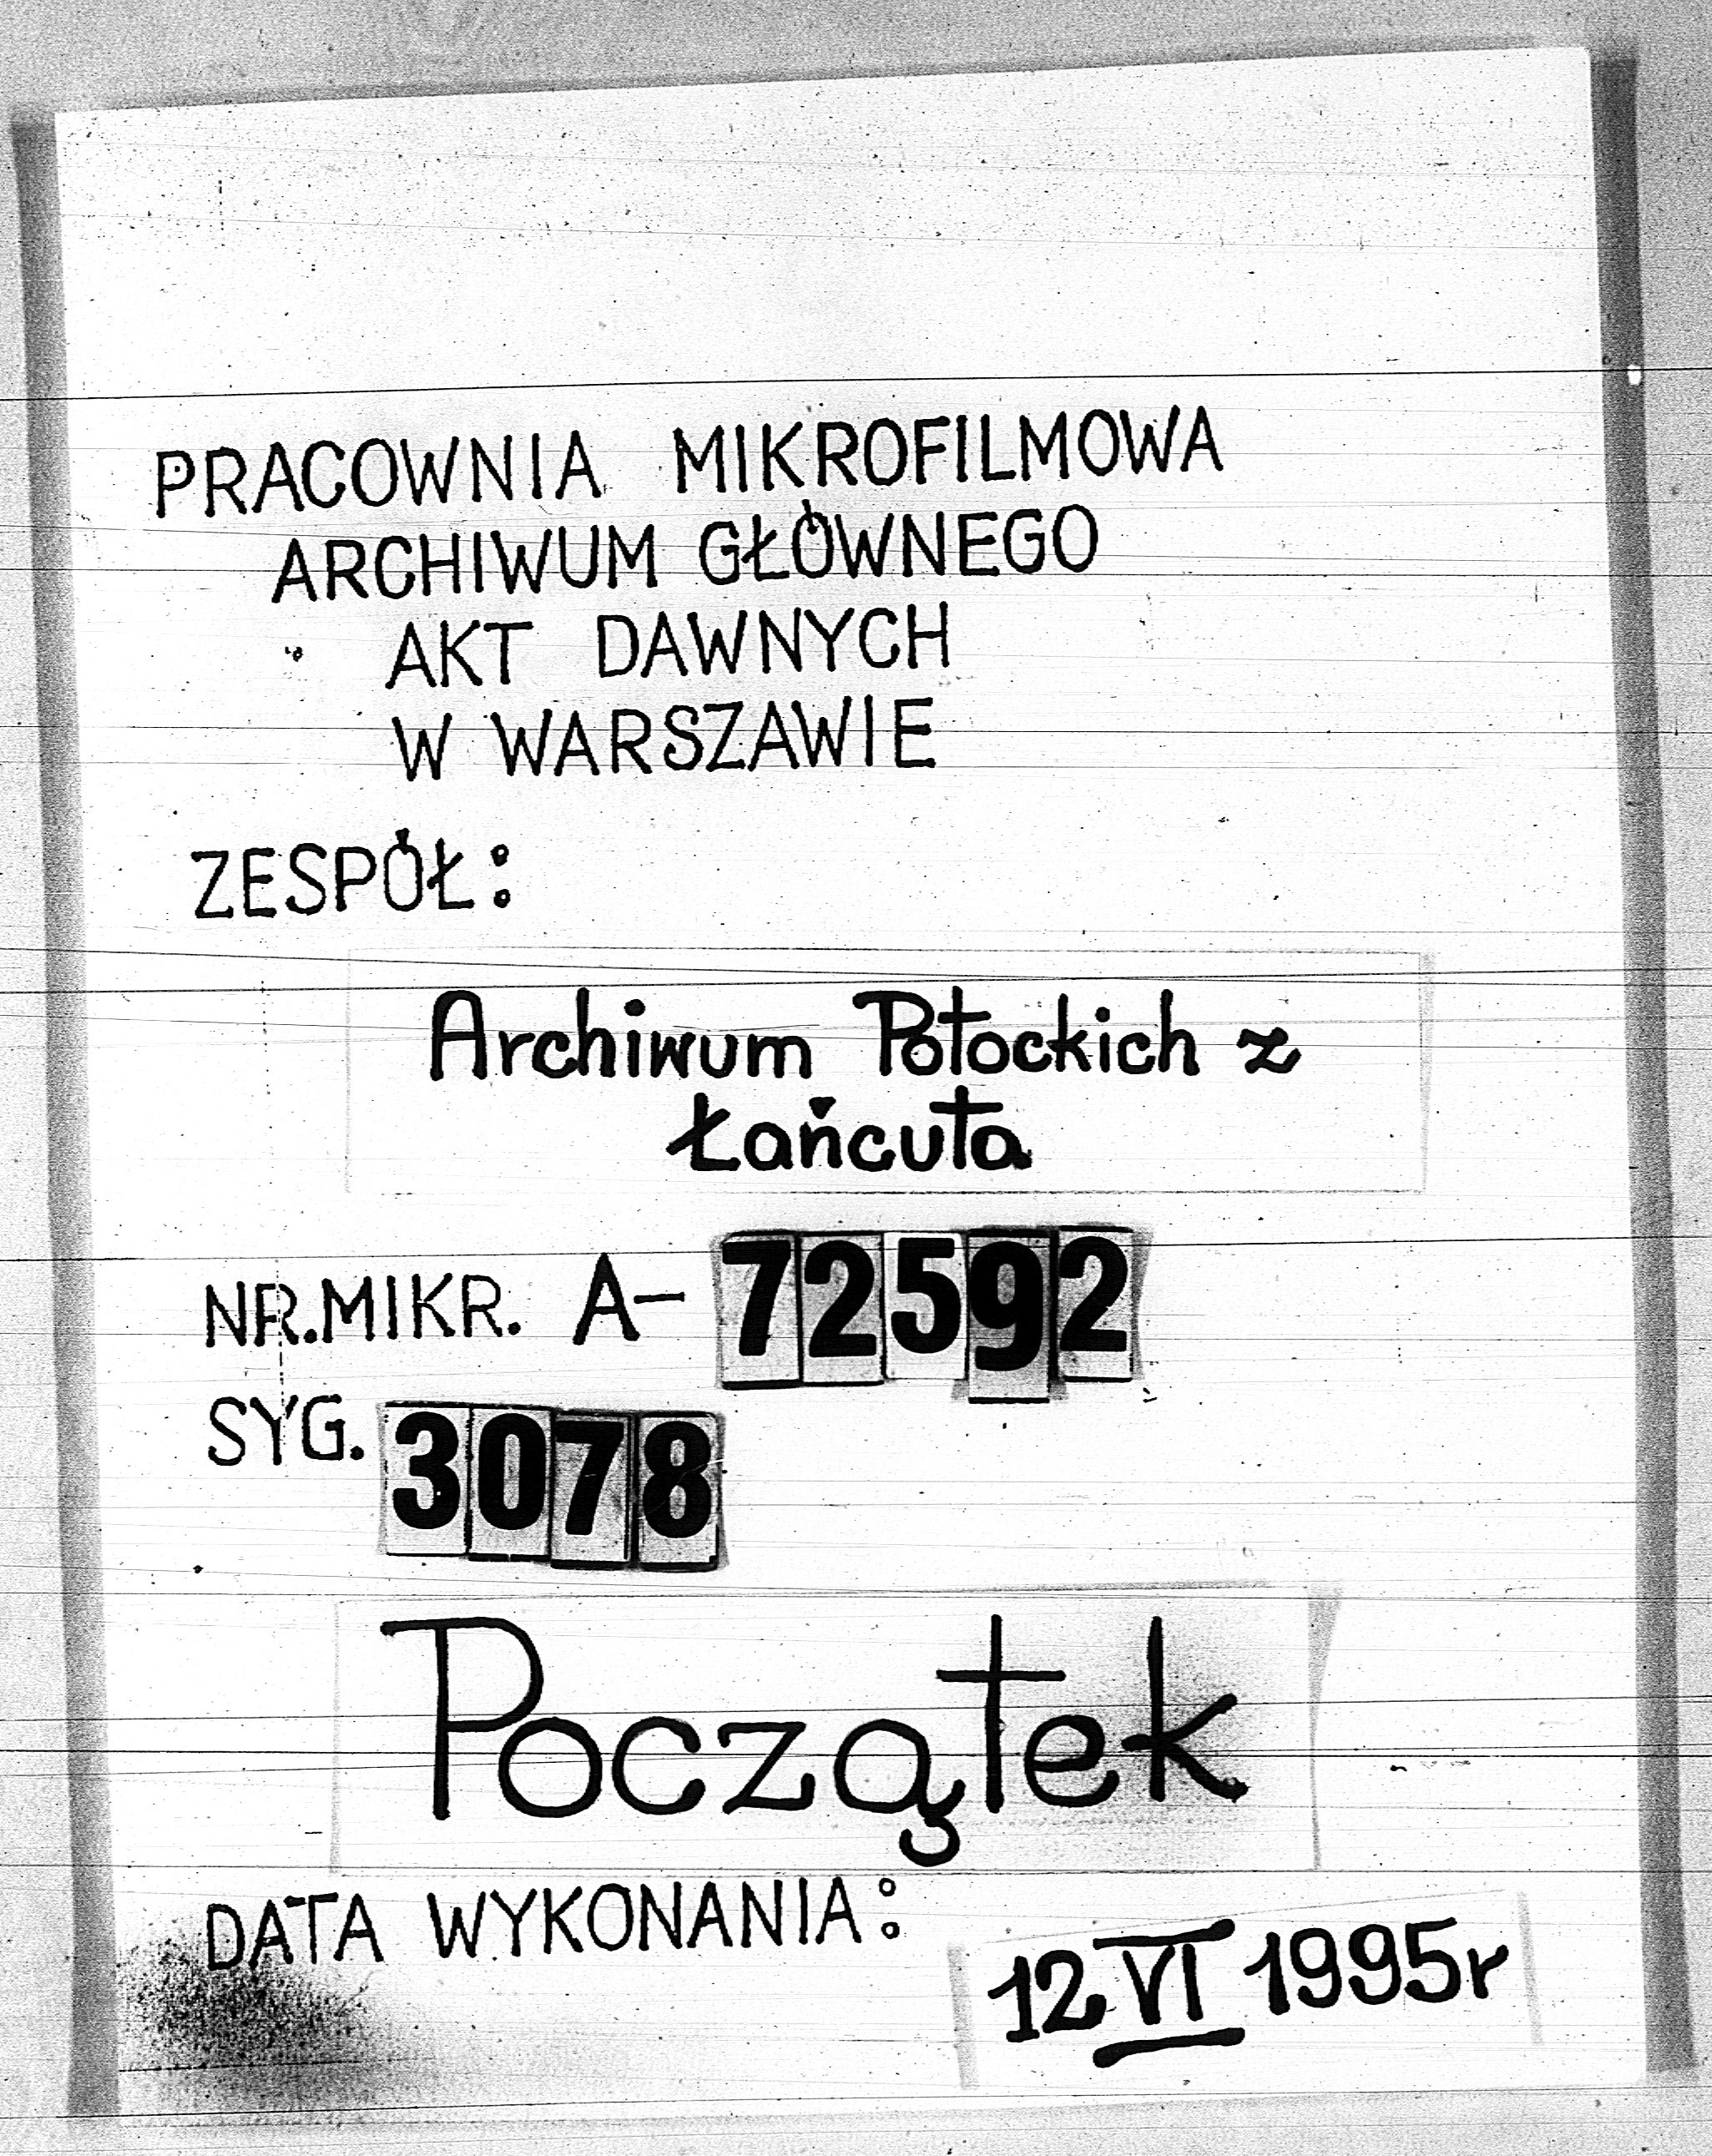 PRACOWNIA MIKROFILMOWA
ARCHIWUM GŁÓWNEGO
AKT DAWNYCH
W WARSZAWIE
ZESPÓŁ:
Archiwum Potockich z
Łańcuta
NR.MIKR. A- 72592
SYG. 3078
Początek
DATA WYKONANIA: 12 VI 1995r